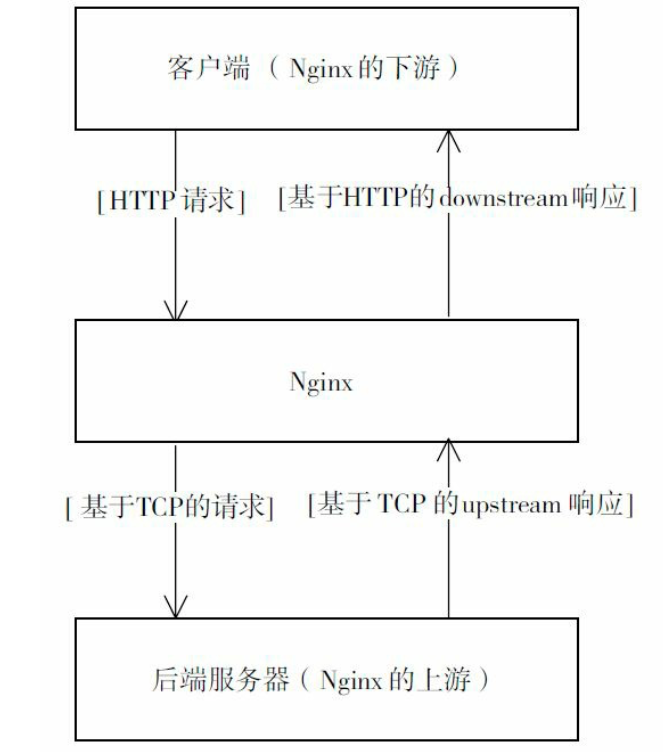 客户端（Nginx的下游）
[HTTP 请求]
[基于HTTP的downstream响应]
Nginx
[基于TCP的请求]
[基于 TCP 的upstream 响应]
后端服务器（Nginx的上游）